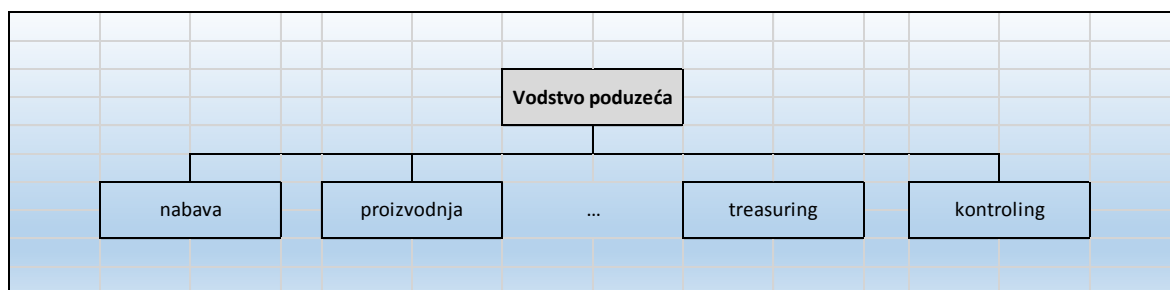 Vodstvo poduzeća
nabava
proizvodnja
...
treasuring
kontroling